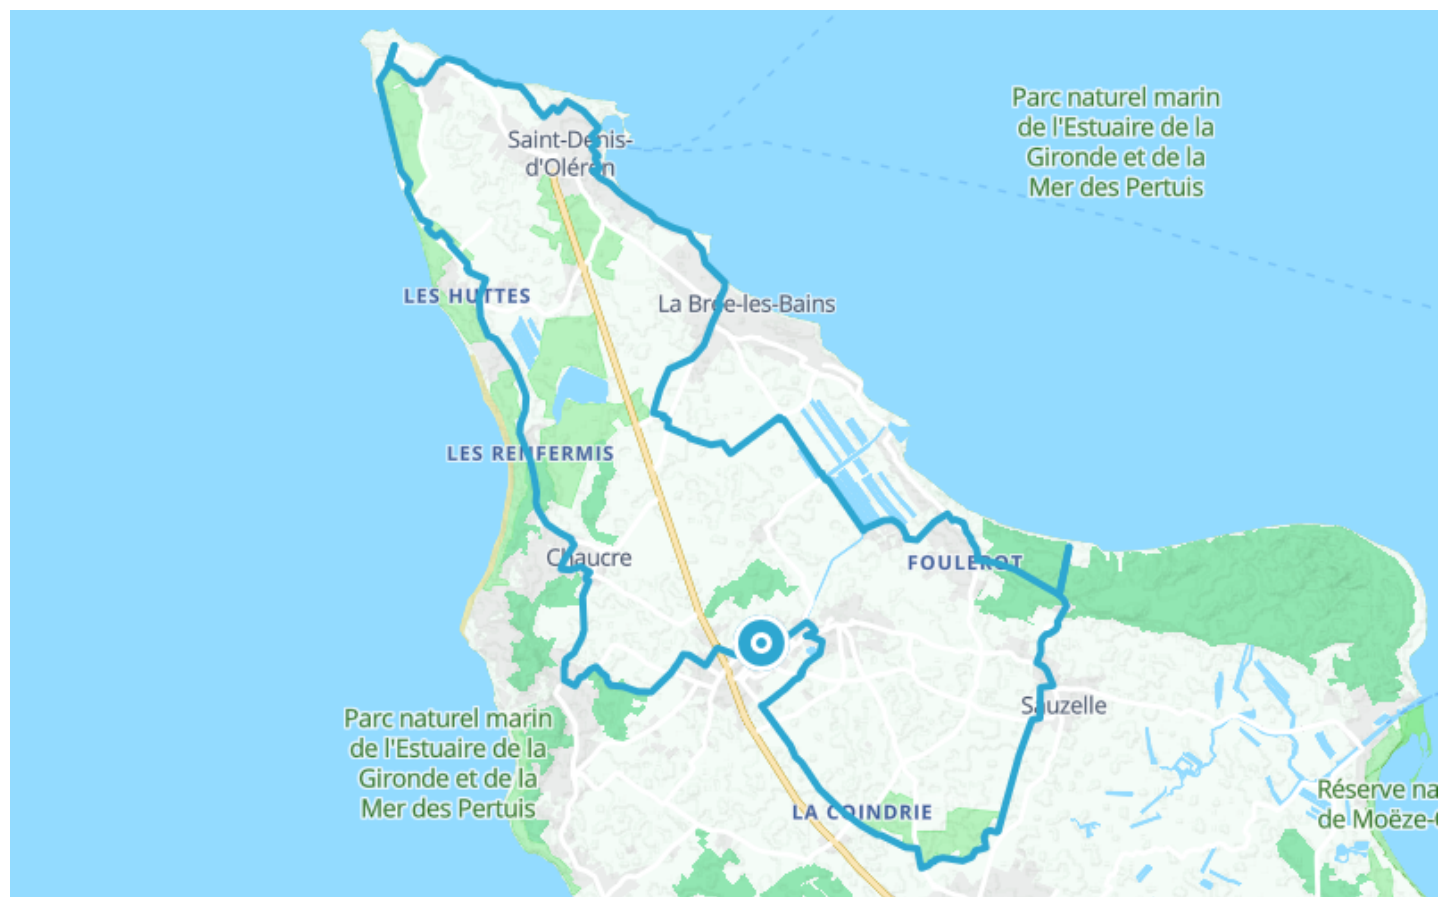 Parc naturel marin
de l'Estuaire de la
Gironde et de la
Mer des Pertuis
Saint-Denis-
d'Oléron
LES HUTTES
La Brée-les-Bains
LES RENFERMIS
Chaucre
FOULEROT
Sauzelle
Parc naturel marin
de l'Estuaire de la
Gironde et de la
Mer des Pertuis
LA COINDRIE
Réserve na
de Moëze-